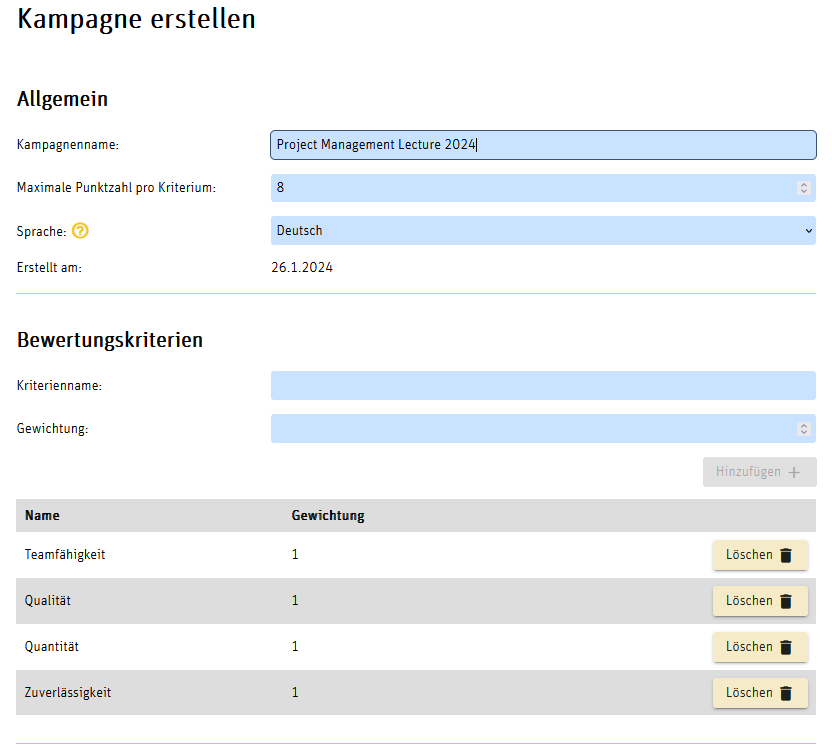 Kampagne erstellen
Allgemein
Kampagnenname: Project Management Lecture 2024
Maximale Punktzahl pro Kriterium: 8
Sprache: ? Deutsch
Erstellt am: 26.1.2024
Bewertungskriterien
Kriterienname:
Gewichtung:
Hinzufügen +
Name Gewichtung
Teamfähigkeit 1 Löschen
Qualität 1 Löschen
Quantität 1 Löschen
Zuverlässigkeit 1 Löschen